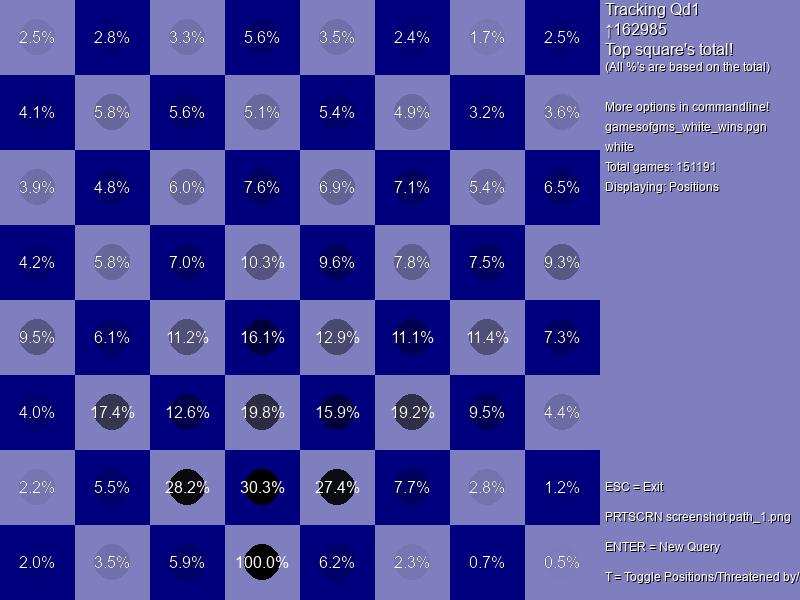 2.5% 2.8% 3.3% 5.6% 3.5% 2.4% 1.7% 2.5%
4.1% 5.8% 5.6% 5.1% 5.4% 4.9% 3.2% 3.6%
3.9% 4.8% 6.0% 7.6% 6.9% 7.1% 5.4% 6.5%
4.2% 5.8% 7.0% 10.3% 9.6% 7.8% 7.5% 9.3%
9.5% 6.1% 11.2% 16.1% 12.9% 11.1% 11.4% 7.3%
4.0% 17.4% 12.6% 19.8% 15.9% 19.2% 9.5% 4.4%
2.2% 5.5% 28.2% 30.3% 27.4% 7.7% 2.8% 1.2%
2.0% 3.5% 5.9% 100.0% 6.2% 2.3% 0.7% 0.5%
Tracking Qd1
↑162985
Top square's total!
(All %'s are based on the total)
More options in commandline!
gamesofgms_white_wins.pgn
white
Total games: 151191
Displaying: Positions
ESC = Exit
PRTSCRN screenshot path_1.png
ENTER = New Query
T = Toggle Positions/Threatened by/